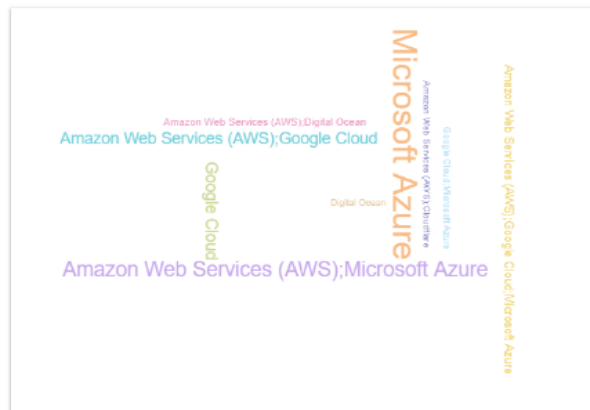 Amazon Web Services (AWS);Digital Ocean
Amazon Web Services (AWS);Google Cloud
Google Cloud
Digital Ocean
Amazon Web Services (AWS);Microsoft Azure
Microsoft Azure
Amazon Web Services (AWS);Cloudflare
Google Cloud;Microsoft Azure
Amazon Web Services (AWS);Google Cloud;Microsoft Azure